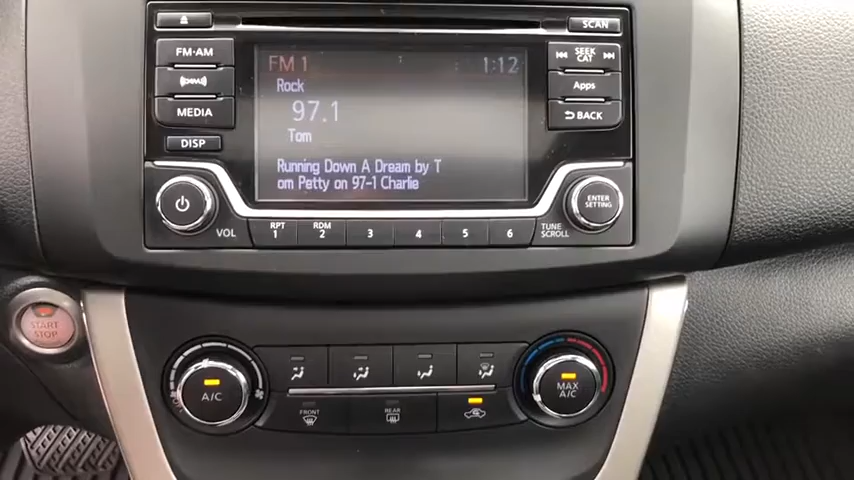 SCAN
FM·AM
FM 1
1:12
SEEK
CAT
Rock
97.1
Apps
MEDIA
Tom
BACK
DISP
Running Down A Dream by T
om Petty on 97-1 Charlie
ENTER
SETTING
VOL
RPT
1
RDM
2
3
4
5
6
TUNE
SCROLL
START
STOP
A/C
MAX
A/C
FRONT
REAR